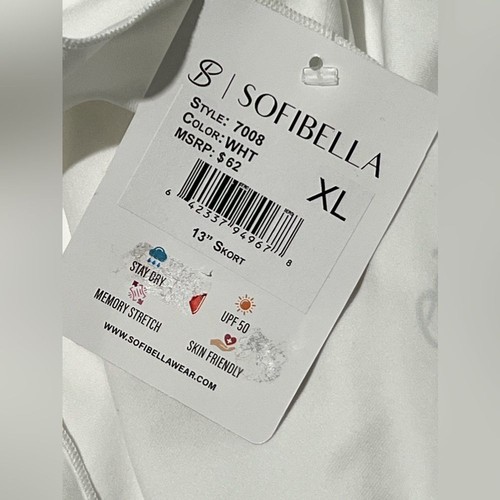 SB | SOFIBELLA
STYLE: 7008
COLOR: WHT
MSRP: $62
XL
6 42337 94967 8
13" SKORT
STAY DRY
UPF 50
MEMORY STRETCH
SKIN FRIENDLY
WWW.SOFIBELLAWEAR.COM